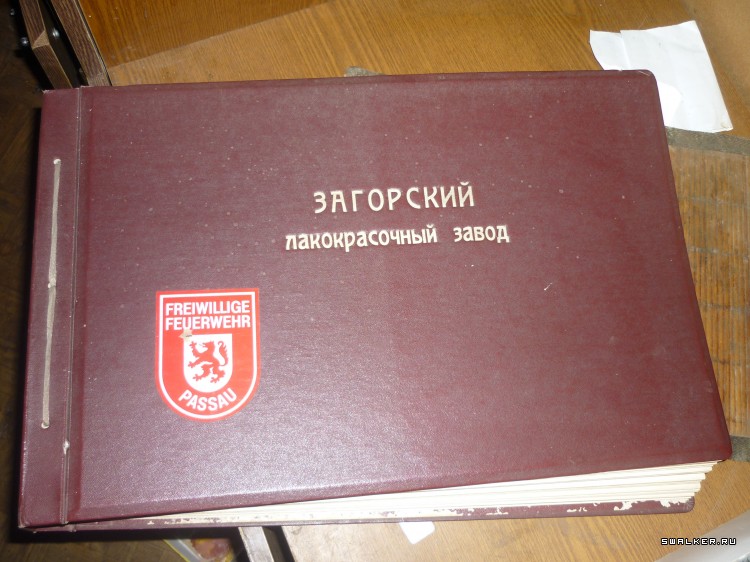 ЗАГОРСКИЙ
лакокрасочный завод
FREIWILLIGE
FEUERWEHR
PASSAU
SWALKER.RU